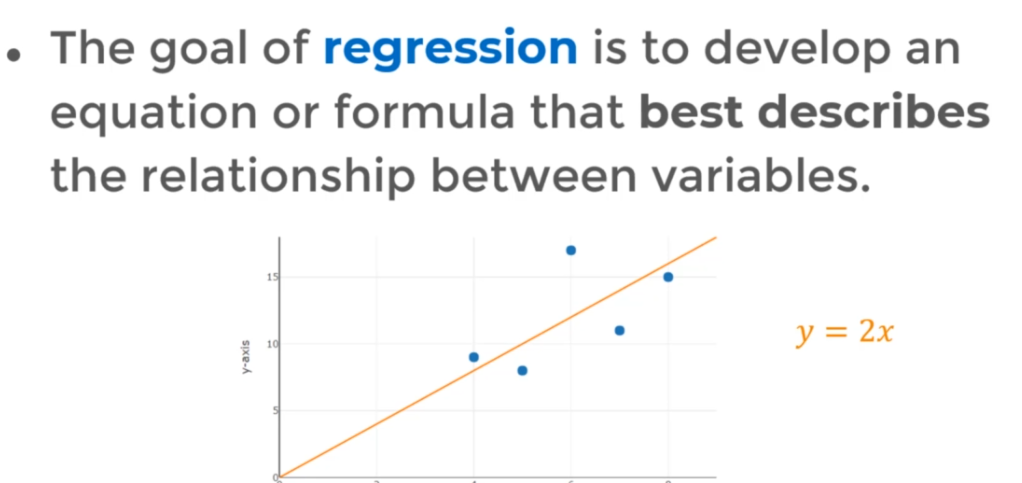 • The goal of regression is to develop an
equation or formula that best describes
the relationship between variables.
15
10
5
0
y-axis
y = 2x